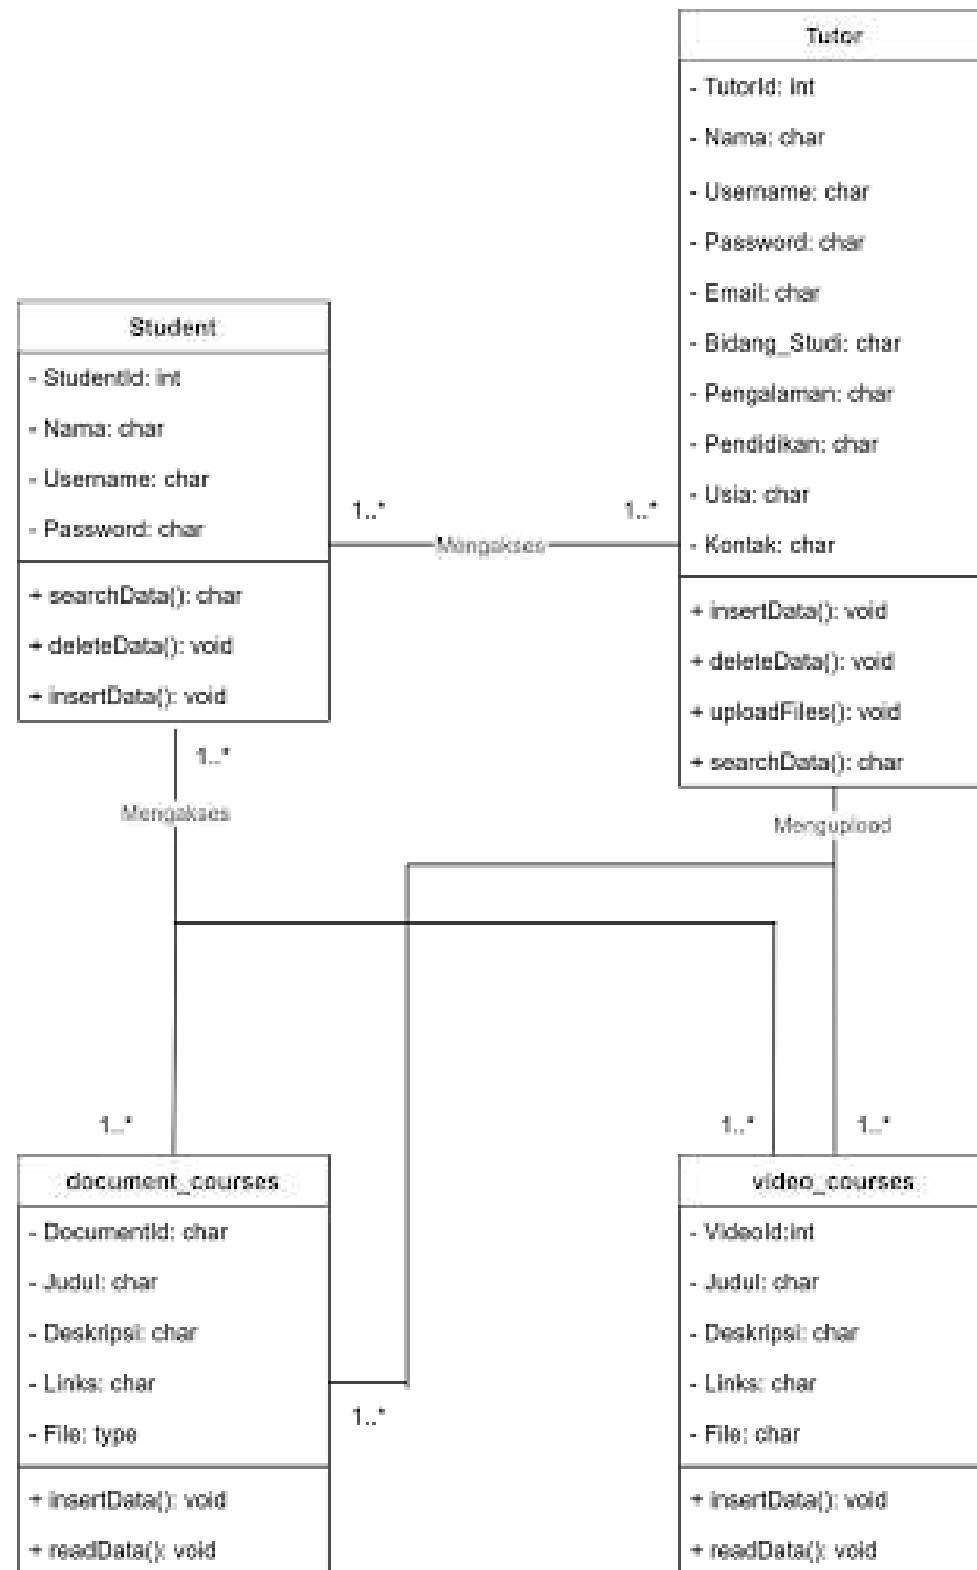 Tutor
- TutorId: int
- Nama: char
- Username: char
- Password: char
- Email: char
- Bidang_Studi: char
- Pengalaman: char
- Pendidikan: char
- Usia: char
- Kontak: char
+ insertData(): void
+ deleteData(): void
+ uploadFiles(): void
+ searchData(): char
Student
- StudentId: int
- Nama: char
- Username: char
- Password: char
+ searchData(): char
+ deleteData(): void
+ insertData(): void
1..*
1..*
Mengakses
1..*
Mengakses
Mengupload
1..*
1..*
1..*
document_courses
- DocumentId: char
- Judul: char
- Deskripsi: char
- Links: char
- File: type
+ insertData(): void
+ readData(): void
1..*
video_courses
- VideoId:int
- Judul: char
- Deskripsi: char
- Links: char
- File: char
+ insertData(): void
+ readData(): void